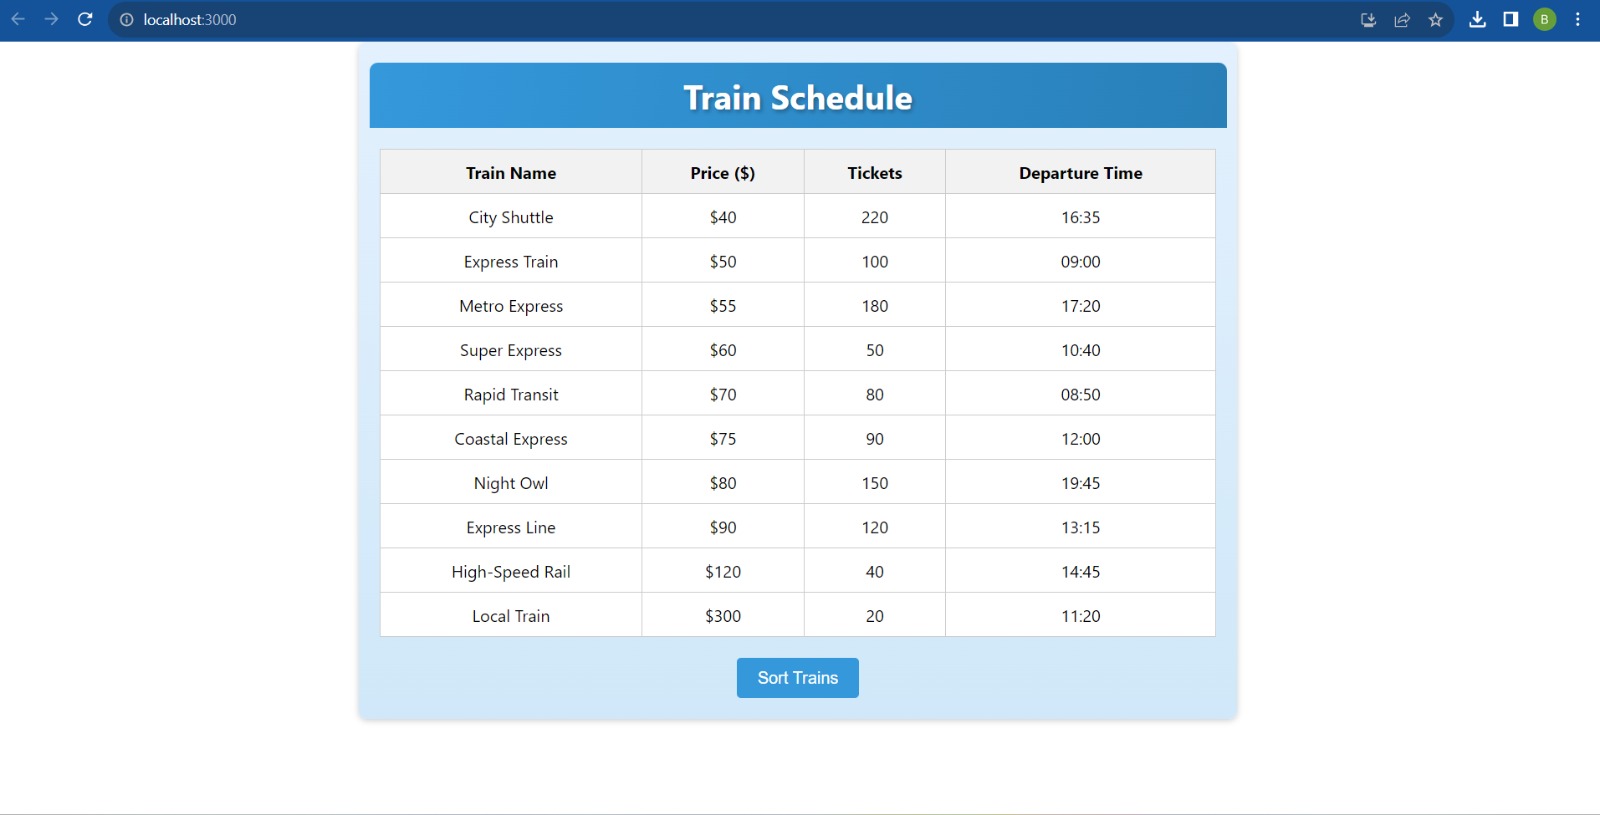 localhost:3000
B
Train Schedule
Train Name Price ($) Tickets Departure Time
City Shuttle $40 220 16:35
Express Train $50 100 09:00
Metro Express $55 180 17:20
Super Express $60 50 10:40
Rapid Transit $70 80 08:50
Coastal Express $75 90 12:00
Night Owl $80 150 19:45
Express Line $90 120 13:15
High-Speed Rail $120 40 14:45
Local Train $300 20 11:20
Sort Trains